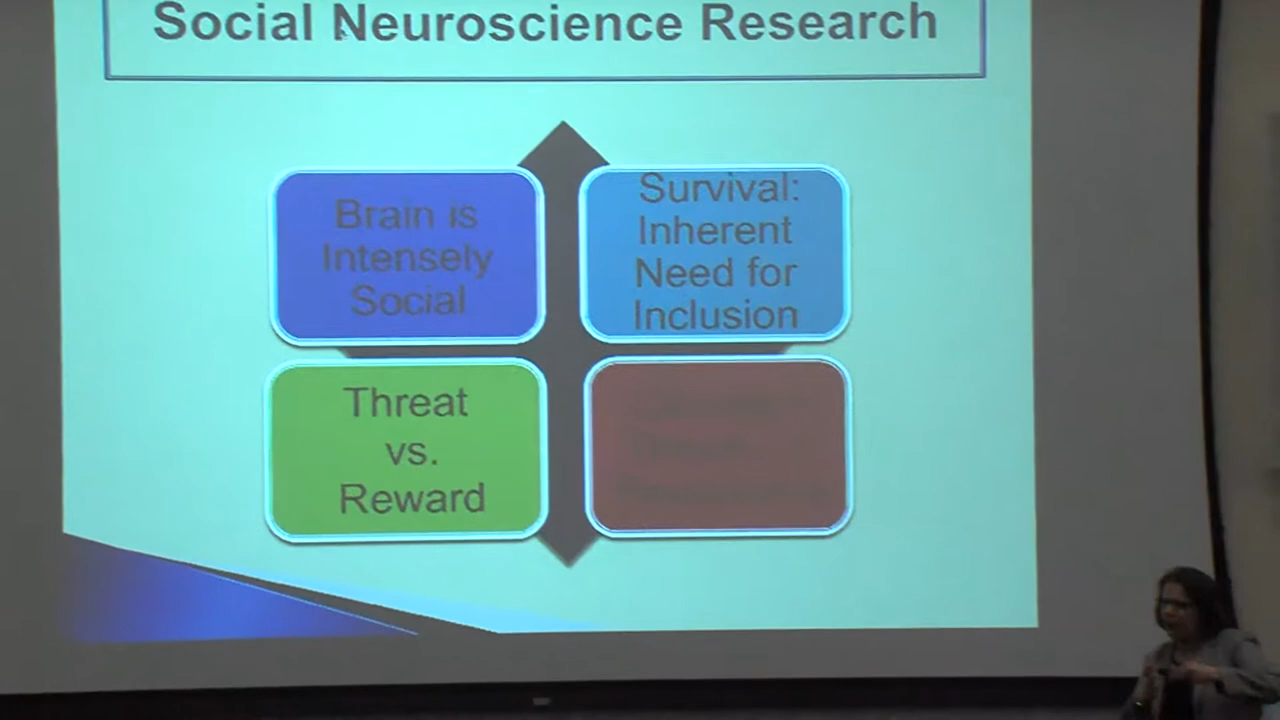 Social Neuroscience Research
Brain is
Intensely
Social
Survival:
Inherent
Need for
Inclusion
Threat
vs.
Reward